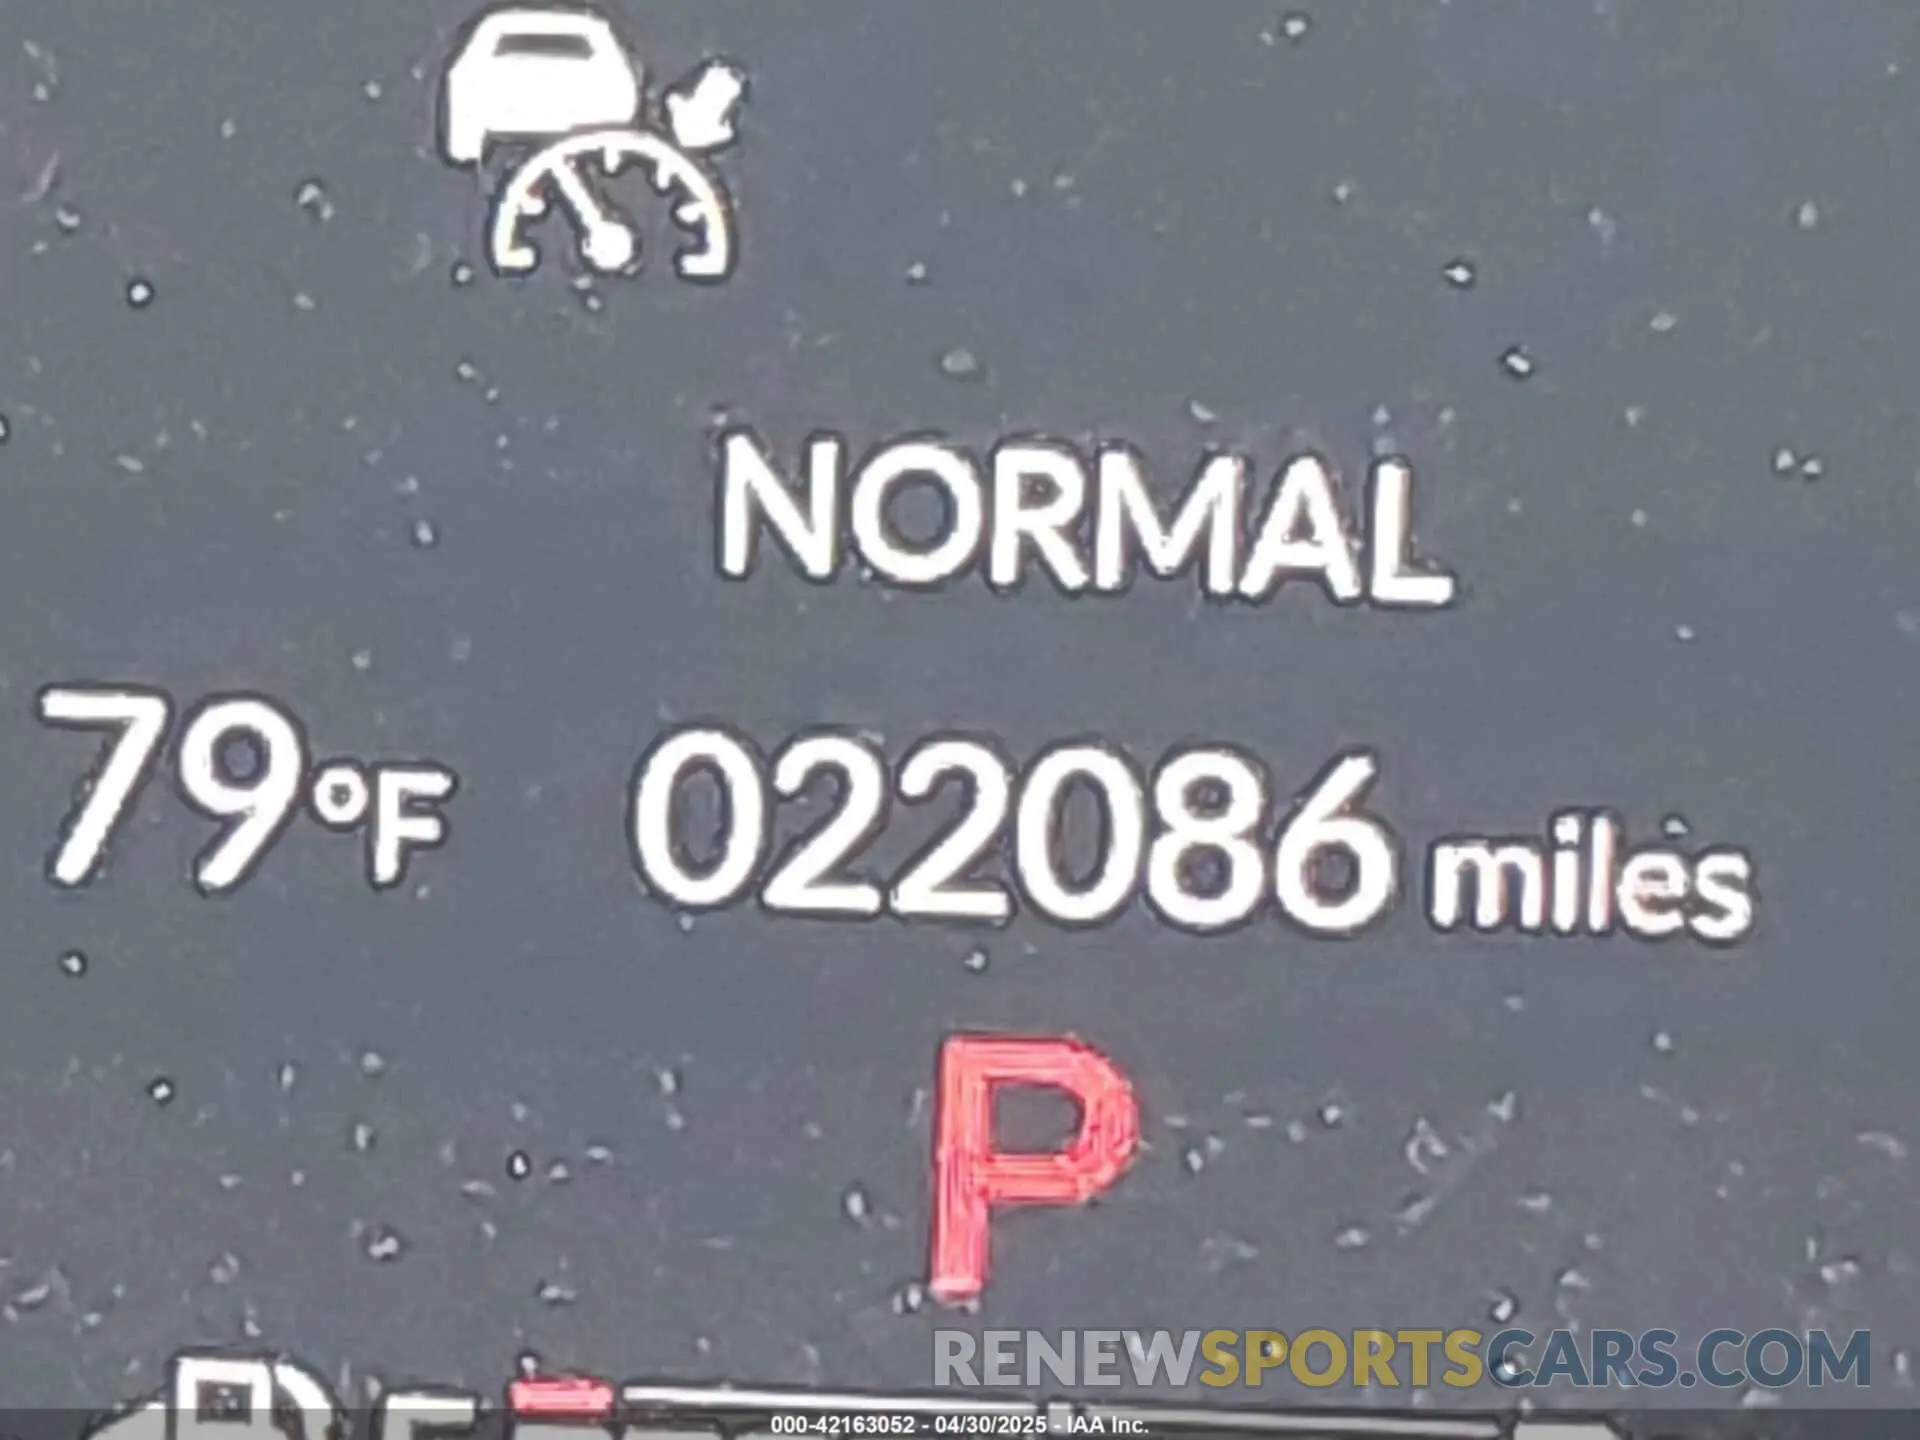 NORMAL
79°F 022086 miles
P
RENEWSPORTSCARS.COM
000-42163052 - 04/30/2025 - IAA Inc.